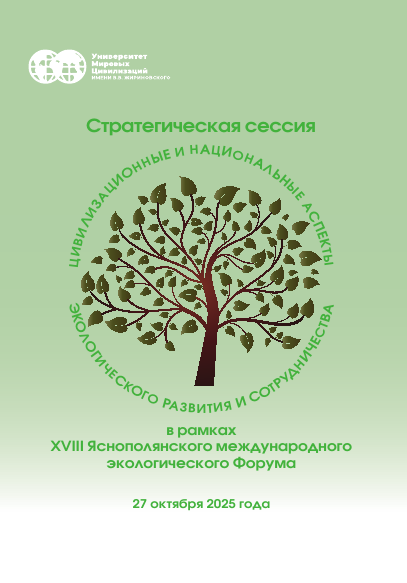 Университет
Мировых
Цивилизаций
ИМЕНИ В.В. ЖИРИНОВСКОГО
Стратегическая сессия
ЦИВИЛИЗАЦИОННЫЕ И НАЦИОНАЛЬНЫЕ АСПЕКТЫ
ЭКОЛОГИЧЕСКОГО РАЗВИТИЯ И СОТРУДНИЧЕСТВА
в рамках
XVIII Яснополянского международного
экологического Форума
27 октября 2025 года